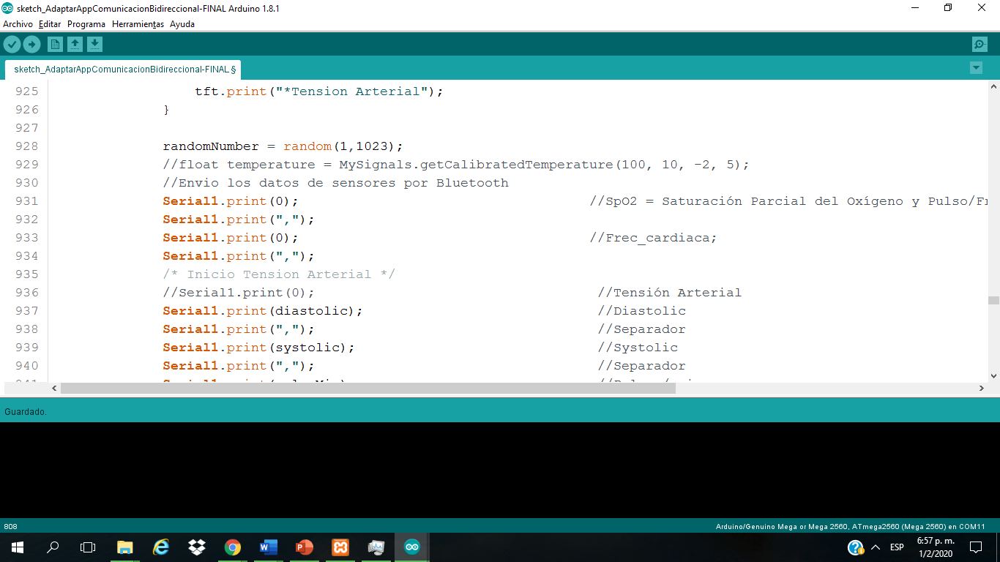 sketch_AdaptarAppComunicacionBidireccional-FINAL Arduino 1.8.1
Archivo Editar Programa Herramientas Ayuda
sketch_AdaptarAppComunicacionBidireccional-FINAL §
925 tft.print("*Tension Arterial");
926 }
927
928 randomNumber = random(1,1023);
929 //float temperature = MySignals.getCalibratedTemperature(100, 10, -2, 5);
930 //Envio los datos de sensores por Bluetooth
931 Serial1.print(0); //SpO2 = Saturación Parcial del Oxígeno y Pulso/Fr
932 Serial1.print(",");
933 Serial1.print(0); //Frec_cardiaca;
934 Serial1.print(",");
935 /* Inicio Tension Arterial */
936 //Serial1.print(0); //Tensión Arterial
937 Serial1.print(diastolic); //Diastolic
938 Serial1.print(","); //Separador
939 Serial1.print(systolic); //Systolic
940 Serial1.print(","); //Separador
Guardado.
808 Arduino/Genuino Mega or Mega 2560, ATmega2560 (Mega 2560) en COM11
ESP 6:57 p. m.
1/2/2020